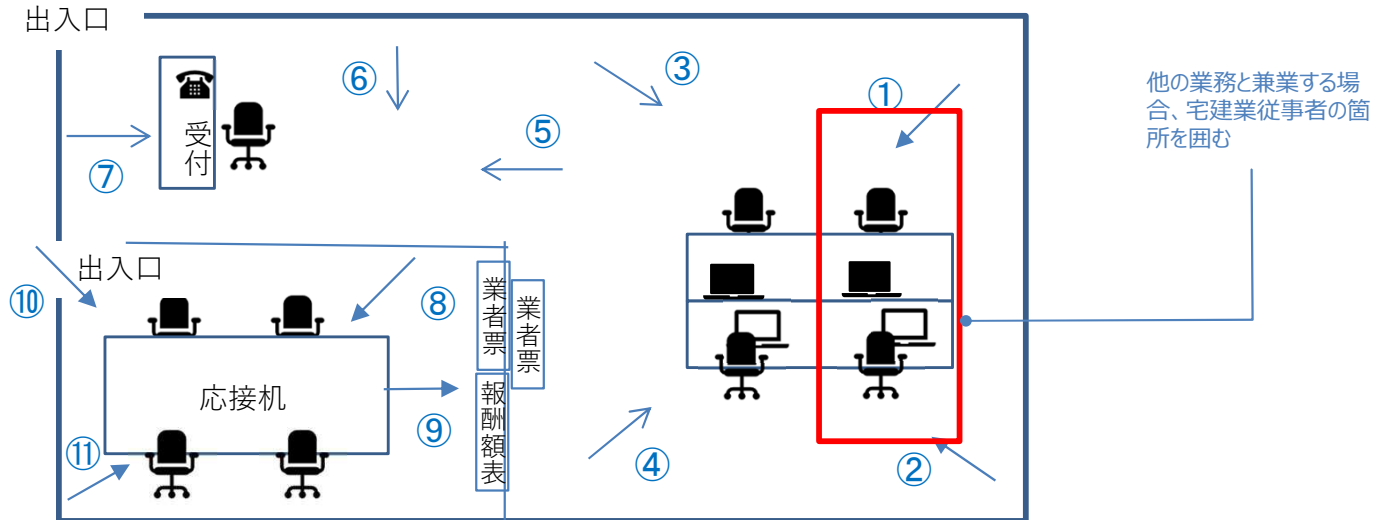 出入口
⑥
③
①
他の業務と兼業する場
合、宅建業従事者の箇
所を囲む
受付
⑤
⑦
出入口
⑩
⑧
業者票
業者票
応接机
⑨
報酬額表
⑪
④
②